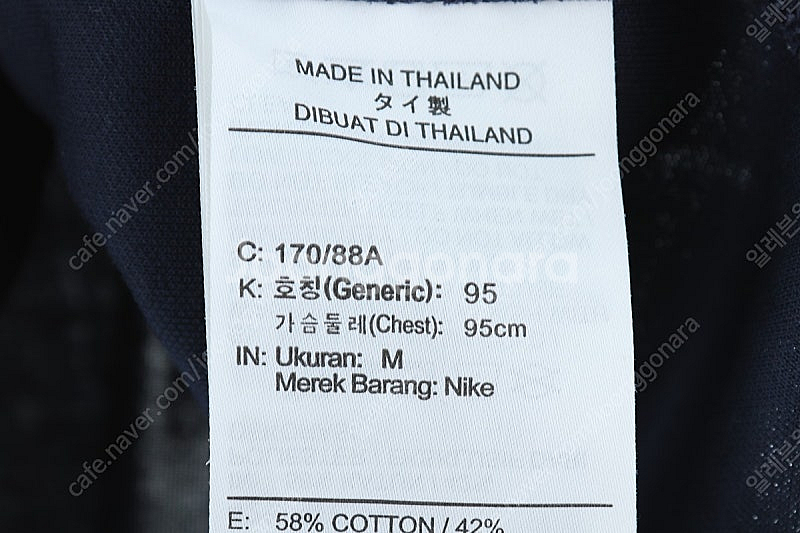 MADE IN THAILAND
タイ製
DIBUAT DI THAILAND
C: 170/88A
K: 호칭(Generic): 95
가슴둘레(Chest): 95cm
IN: Ukuran: M
Merek Barang: Nike
E: 58% COTTON / 42%